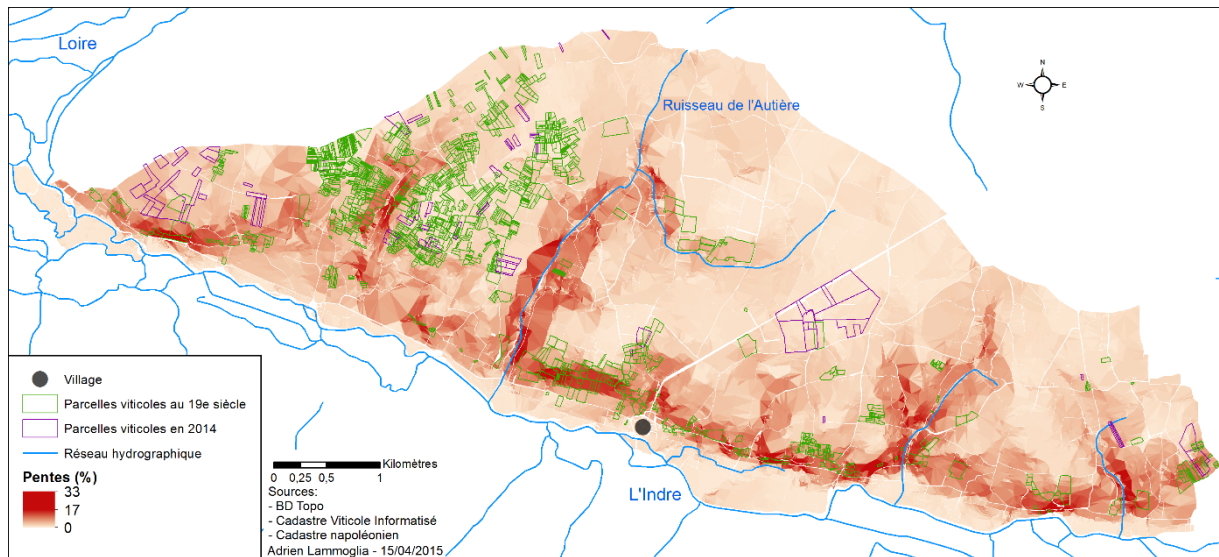 Loire
Ruisseau de l'Autière
N
W
E
S
L'Indre
Village
Parcelles viticoles au 19e siècle
Parcelles viticoles en 2014
Réseau hydrographique
Pentes (%)
33
17
0
Kilomètres
0 0,25 0,5 1
Sources:
- BD Topo
- Cadastre Viticole Informatisé
- Cadastre napoléonien
Adrien Lammoglia - 15/04/2015